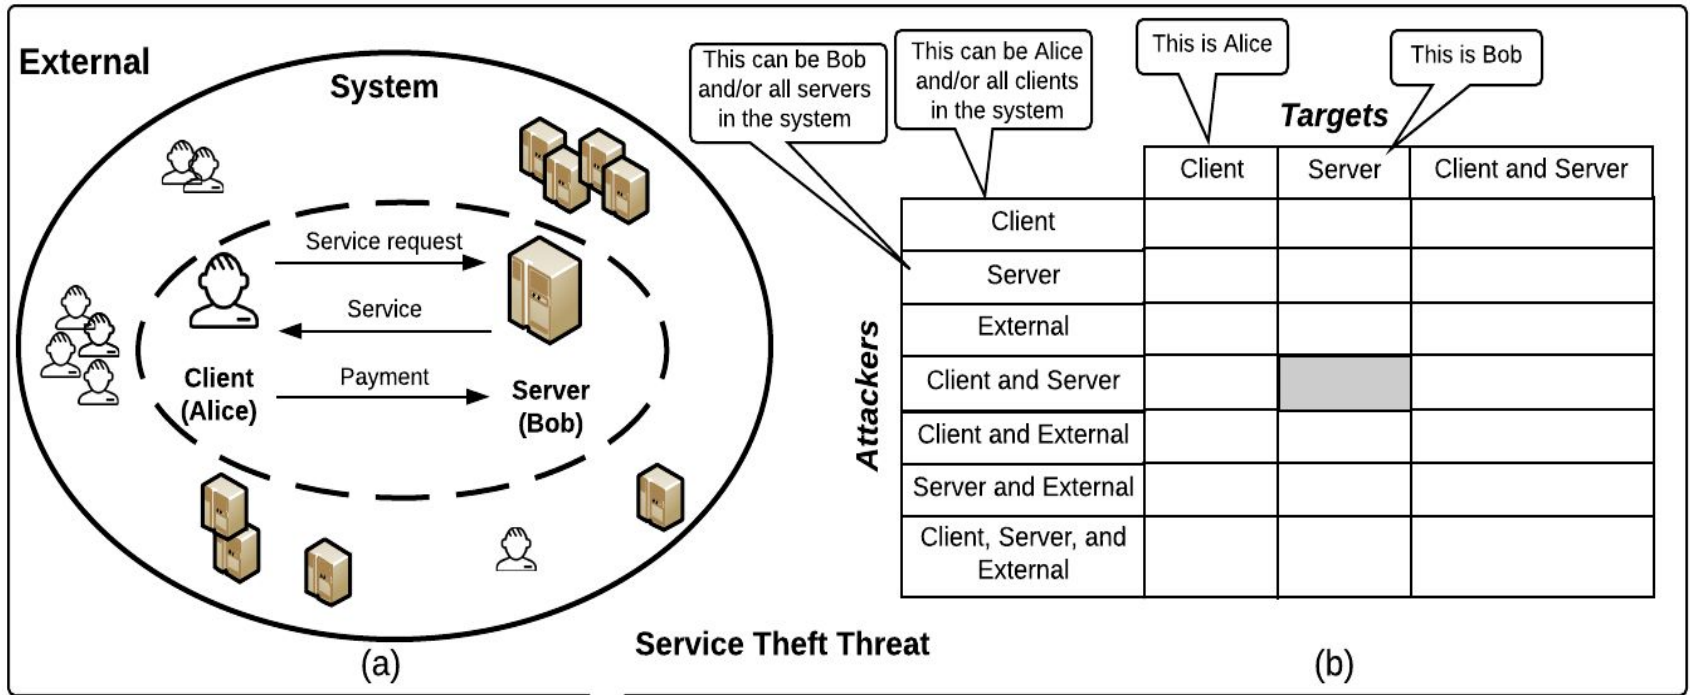 External
System
Service request
Service
Payment
Client
(Alice)
Server
(Bob)
(a)
This can be Bob
and/or all servers
in the system
This can be Alice
and/or all clients
in the system
This is Alice
This is Bob
Targets
Client
Server
Client and Server
Attackers
Client
Server
External
Client and Server
Client and External
Server and External
Client, Server, and
External
Service Theft Threat
(b)